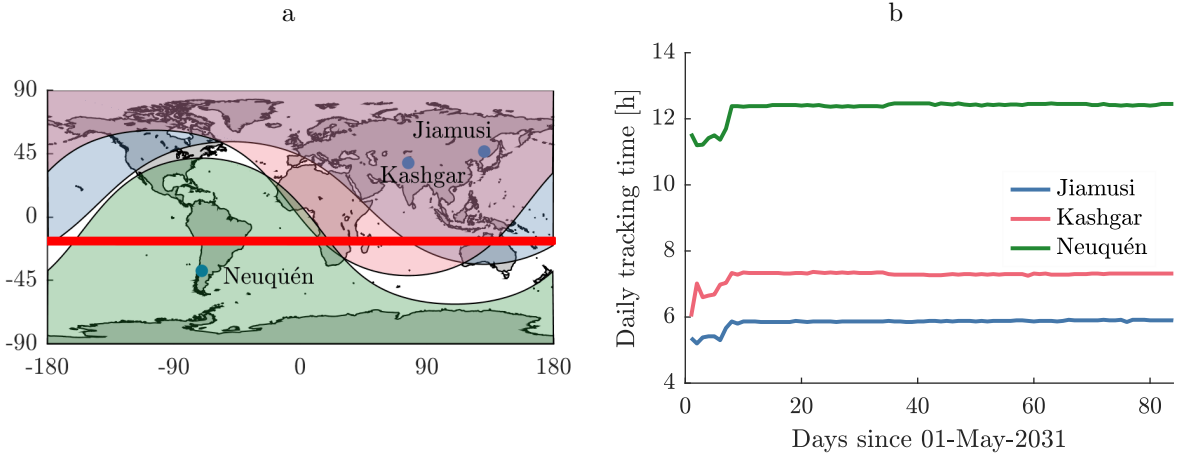 a
90
45
0
-45
-90
-180
-90
0
90
180
Jiamusi
Kashgar
Neuquén
b
Daily tracking time [h]
14
12
10
8
6
4
0
20
40
60
80
Days since 01-May-2031
Jiamusi
Kashgar
Neuquén